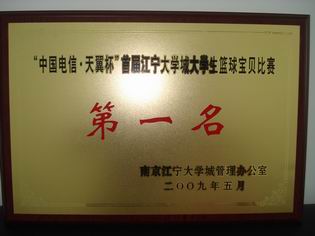 “中国电信·天翼杯”首届江宁大学城大学生篮球宝贝比赛
第一名
南京江宁大学城管理办公室
二〇〇九年五月